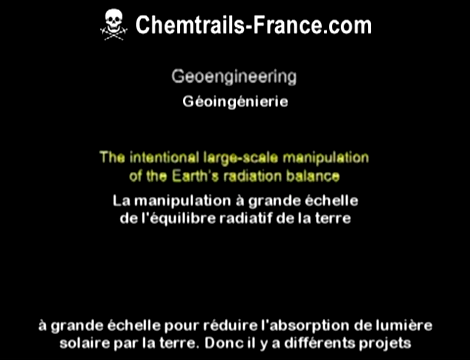 Chemtrails-France.com
Geoengineering
Géoingénierie
The intentional large-scale manipulation
of the Earth's radiation balance
La manipulation à grande échelle
de l'équilibre radiatif de la terre
à grande échelle pour réduire l'absorption de lumière
solaire par la terre. Donc il y a différents projets